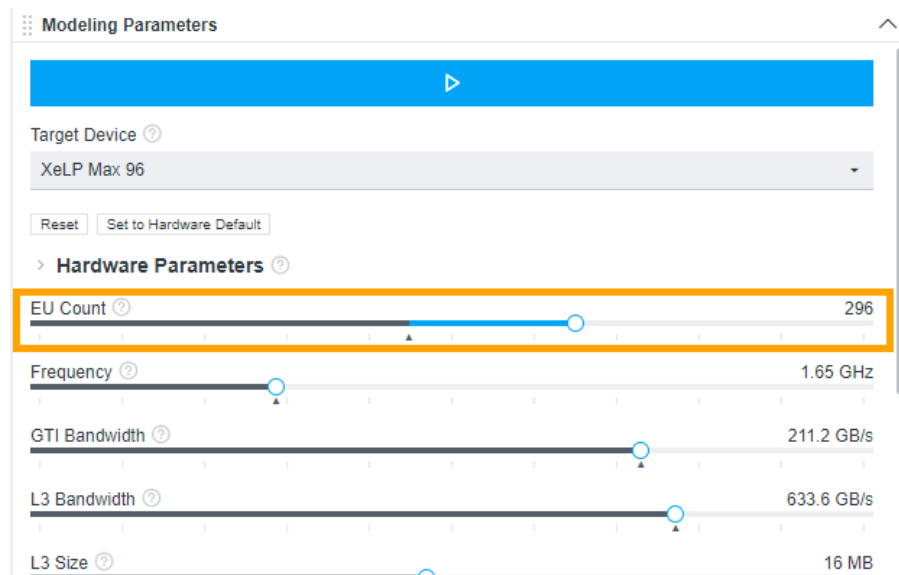 Modeling Parameters
Target Device
XeLP Max 96
Reset Set to Hardware Default
Hardware Parameters
EU Count 296
Frequency 1.65 GHz
GTI Bandwidth 211.2 GB/s
L3 Bandwidth 633.6 GB/s
L3 Size 16 MB